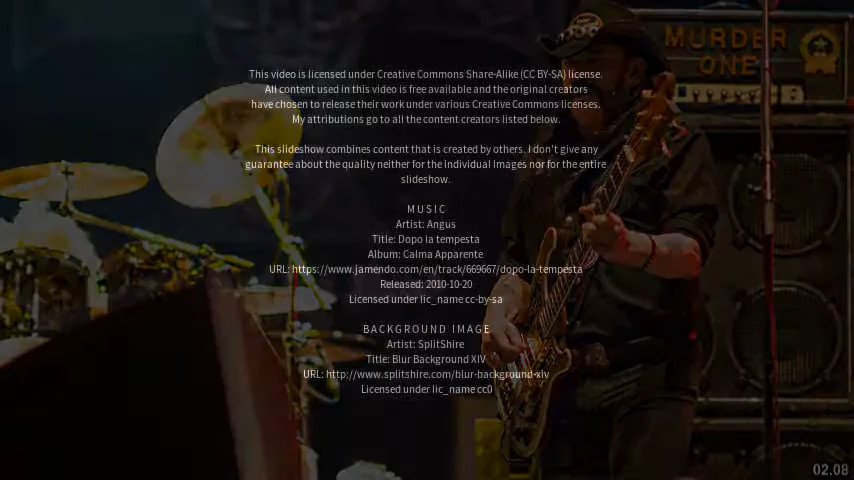 MURDER
ONE
This video is licensed under Creative Commons Share-Alike (CC BY-SA) license.
All content used in this video is free available and the original creators
have chosen to release their work under various Creative Commons licenses.
My attributions go to all the content creators listed below.
This slideshow combines content that is created by others. I don't give any
guarantee about the quality neither for the individual Images nor for the entire
slideshow.
MUSIC
Artist: Angus
Title: Dopo la tempesta
Album: Calma Apparente
URL: https://www.jamendo.com/en/track/669667/dopo-la-tempesta
Released: 2010-10-20
Licensed under lic_name cc-by-sa
BACKGROUND IMAGE
Artist: SplitShire
Title: Blur Background XIV
URL: http://www.splitshire.com/blur-background-xiv
Licensed under lic_name cc0
02.08